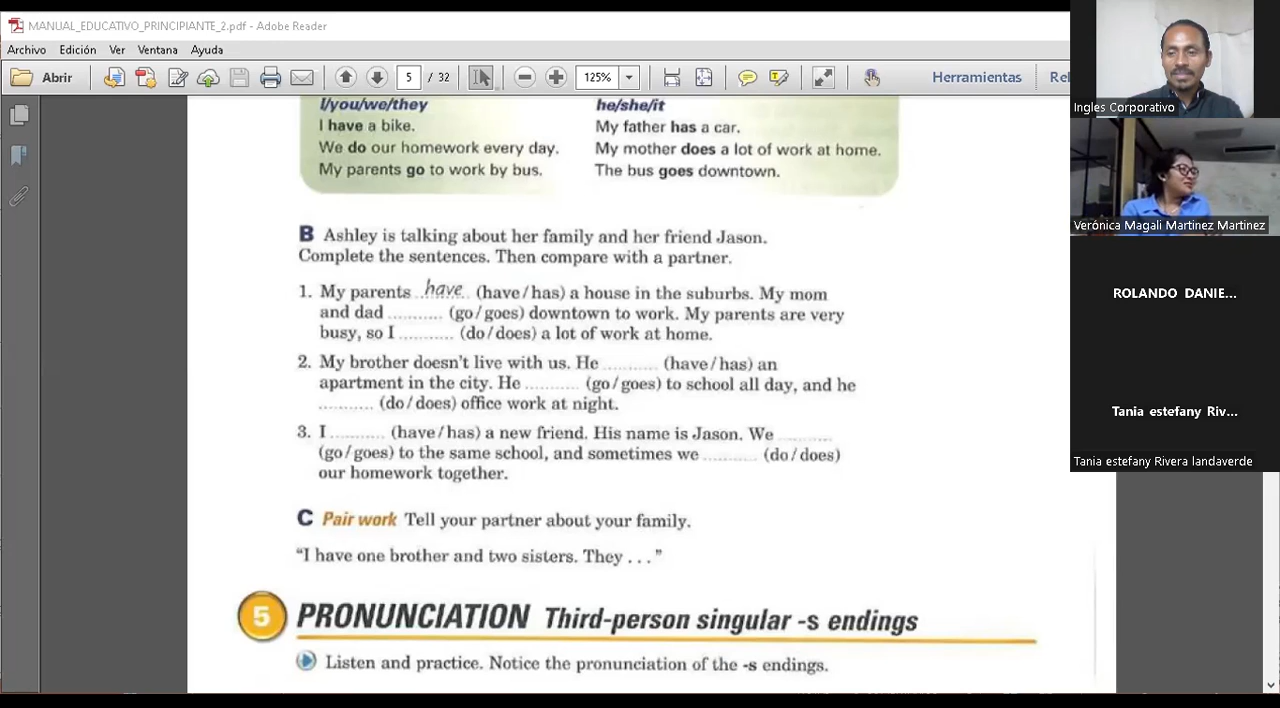 MANUAL_EDUCATIVO_PRINCIPIANTE_2.pdf - Adobe Reader
Archivo Edición Ver Ventana Ayuda
Abrir 5 / 32 125% Herramientas
I/you/we/they he/she/it
I have a bike. My father has a car.
We do our homework every day. My mother does a lot of work at home.
My parents go to work by bus. The bus goes downtown.
B Ashley is talking about her family and her friend Jason.
Complete the sentences. Then compare with a partner.
1. My parents have (have/has) a house in the suburbs. My mom
and dad .......... (go/goes) downtown to work. My parents are very
busy, so I .......... (do/does) a lot of work at home.
2. My brother doesn't live with us. He .......... (have/has) an
apartment in the city. He .......... (go/goes) to school all day, and he
.......... (do/does) office work at night.
3. I .......... (have/has) a new friend. His name is Jason. We ..........
(go/goes) to the same school, and sometimes we .......... (do/does)
our homework together.
C Pair work Tell your partner about your family.
"I have one brother and two sisters. They . . . "
5 PRONUNCIATION Third-person singular -s endings
Listen and practice. Notice the pronunciation of the -s endings.
Ingles Corporativo
Verónica Magali Martinez Martinez
ROLANDO DANIE...
Tania estefany Riv...
Tania estefany Rivera landaverde